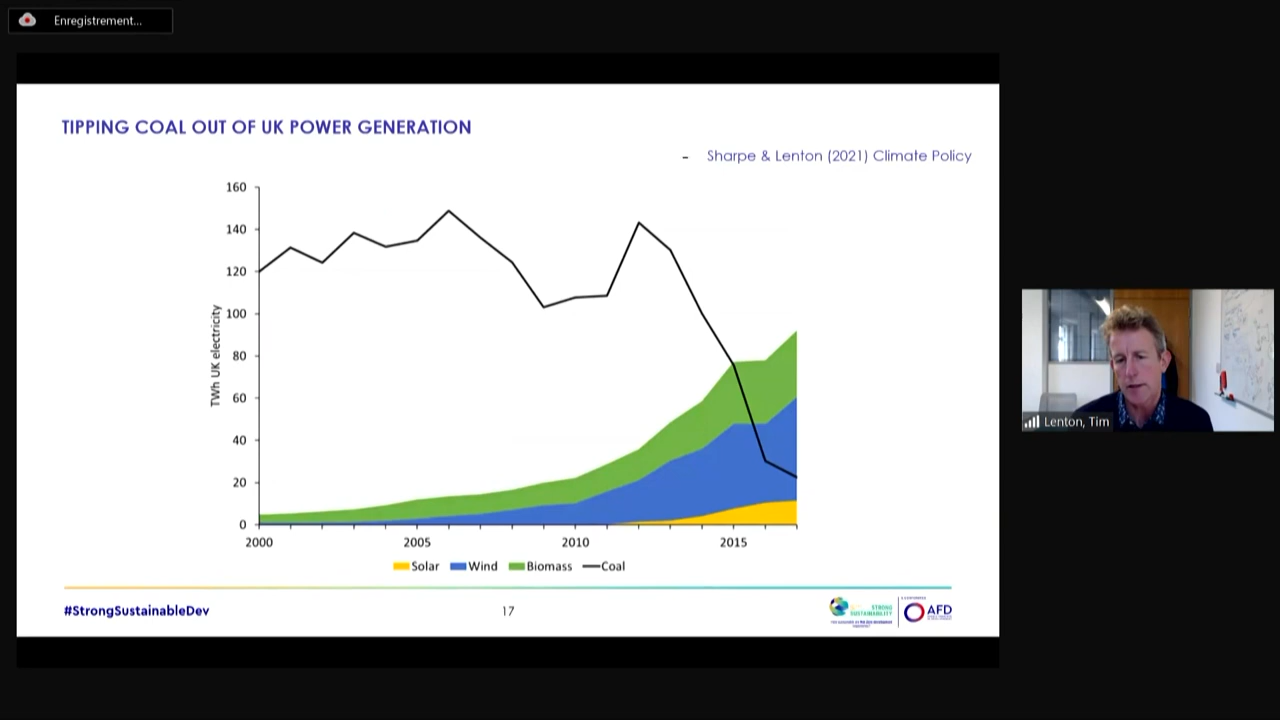 Enregistrement...
TIPPING COAL OUT OF UK POWER GENERATION
- Sharpe & Lenton (2021) Climate Policy
160
140
120
100
80
60
40
20
0
TWh UK electricity
2000 2005 2010 2015
Solar Wind Biomass Coal
#StrongSustainableDev
17
STRONG
SUSTAINABILITY
AFD
Lenton, Tim